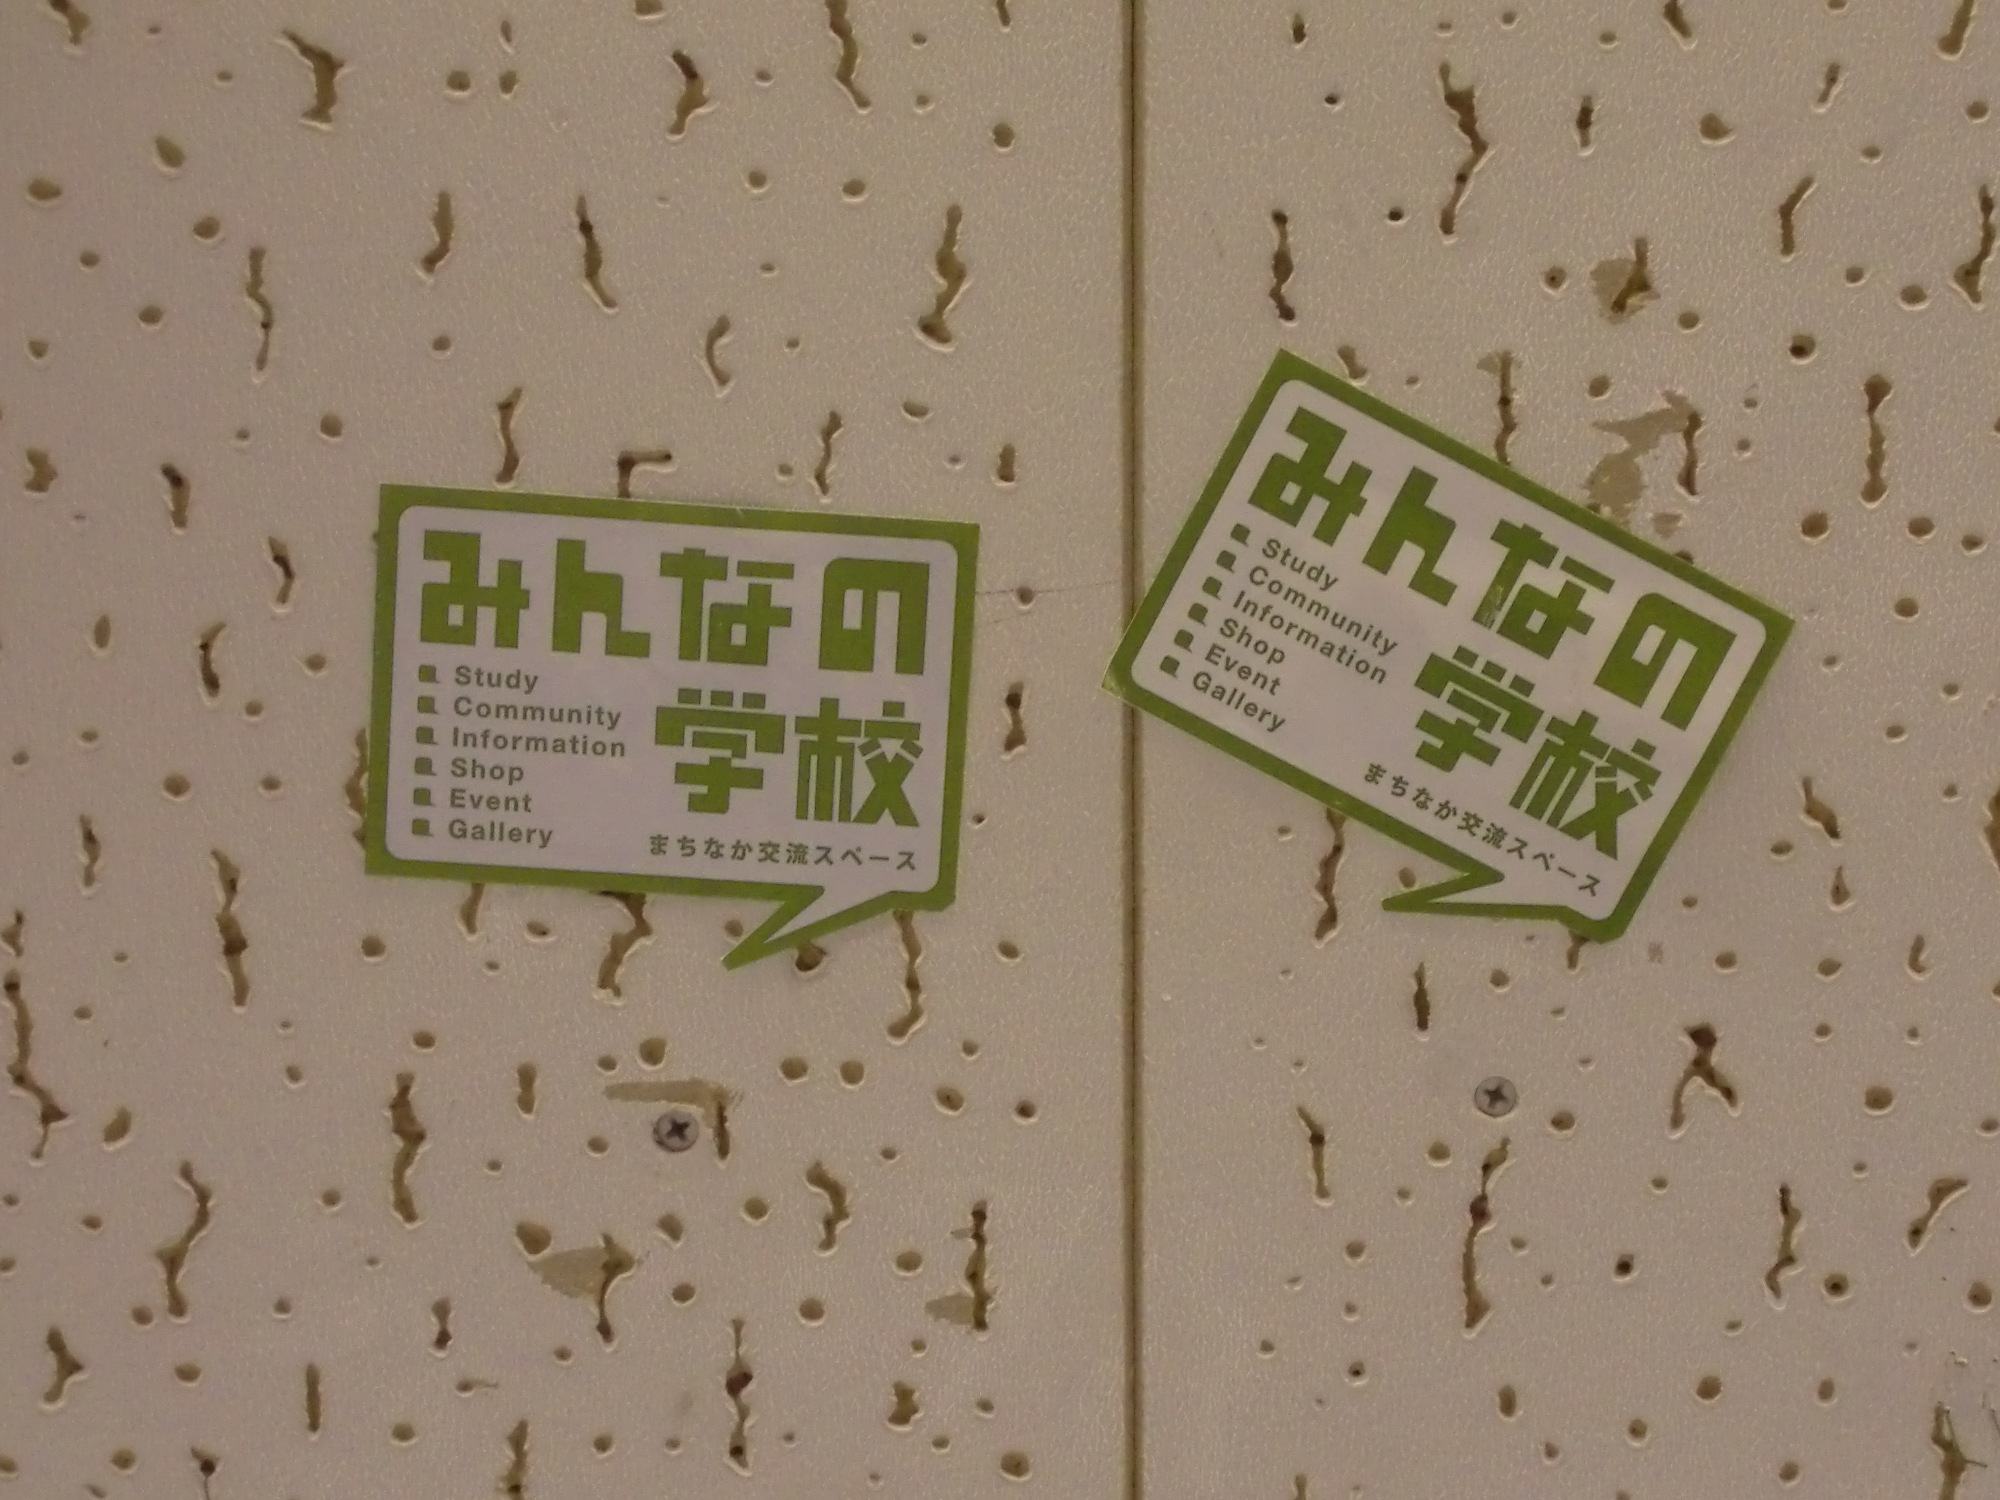 みんなの
学校
Study
Community
Information
Shop
Event
Gallery
まちなか交流スペース
みんなの
学校
Study
Community
Information
Shop
Event
Gallery
まちなか交流スペース